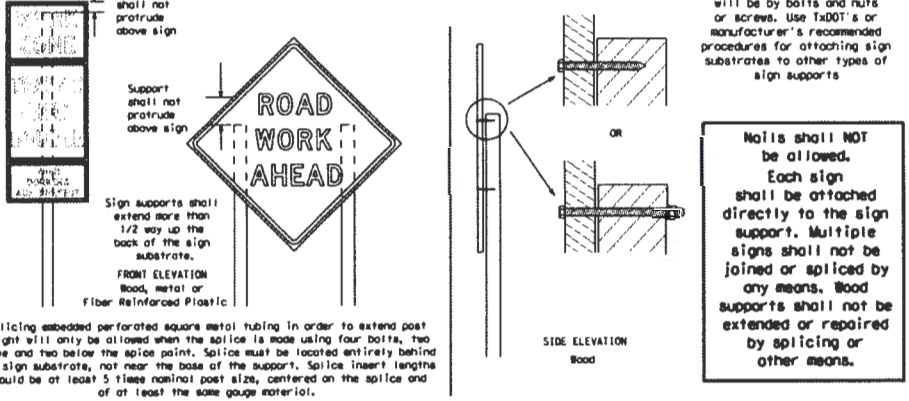 shall not
protrude
above sign
Support
shall not
protrude
above sign
ROAD
WORK
AHEAD
Sign supports shall
extend more than
1/2 way up the
back of the sign
substrate.
FRONT ELEVATION
Wood, metal or
Fiber Reinforced Plastic
licing embedded perforated square metal tubing in order to extend post
ght will only be allowed when the splice is made using four bolts, two
e and two below the spice point. Splice must be located entirely behind
sign substrate, not near the base of the support. Splice insert lengths
ould be at least 5 times nominal post size, centered on the splice and
of at least the same gauge material.
OR
SIDE ELEVATION
Wood
will be by bolts and nuts
or screws. Use TxDOT's or
manufacturer's recommended
procedures for attaching sign
substrates to other types of
sign supports
Nails shall NOT
be allowed.
Each sign
shall be attached
directly to the sign
support. Multiple
signs shall not be
joined or spliced by
any means. Wood
supports shall not be
extended or repaired
by splicing or
other means.